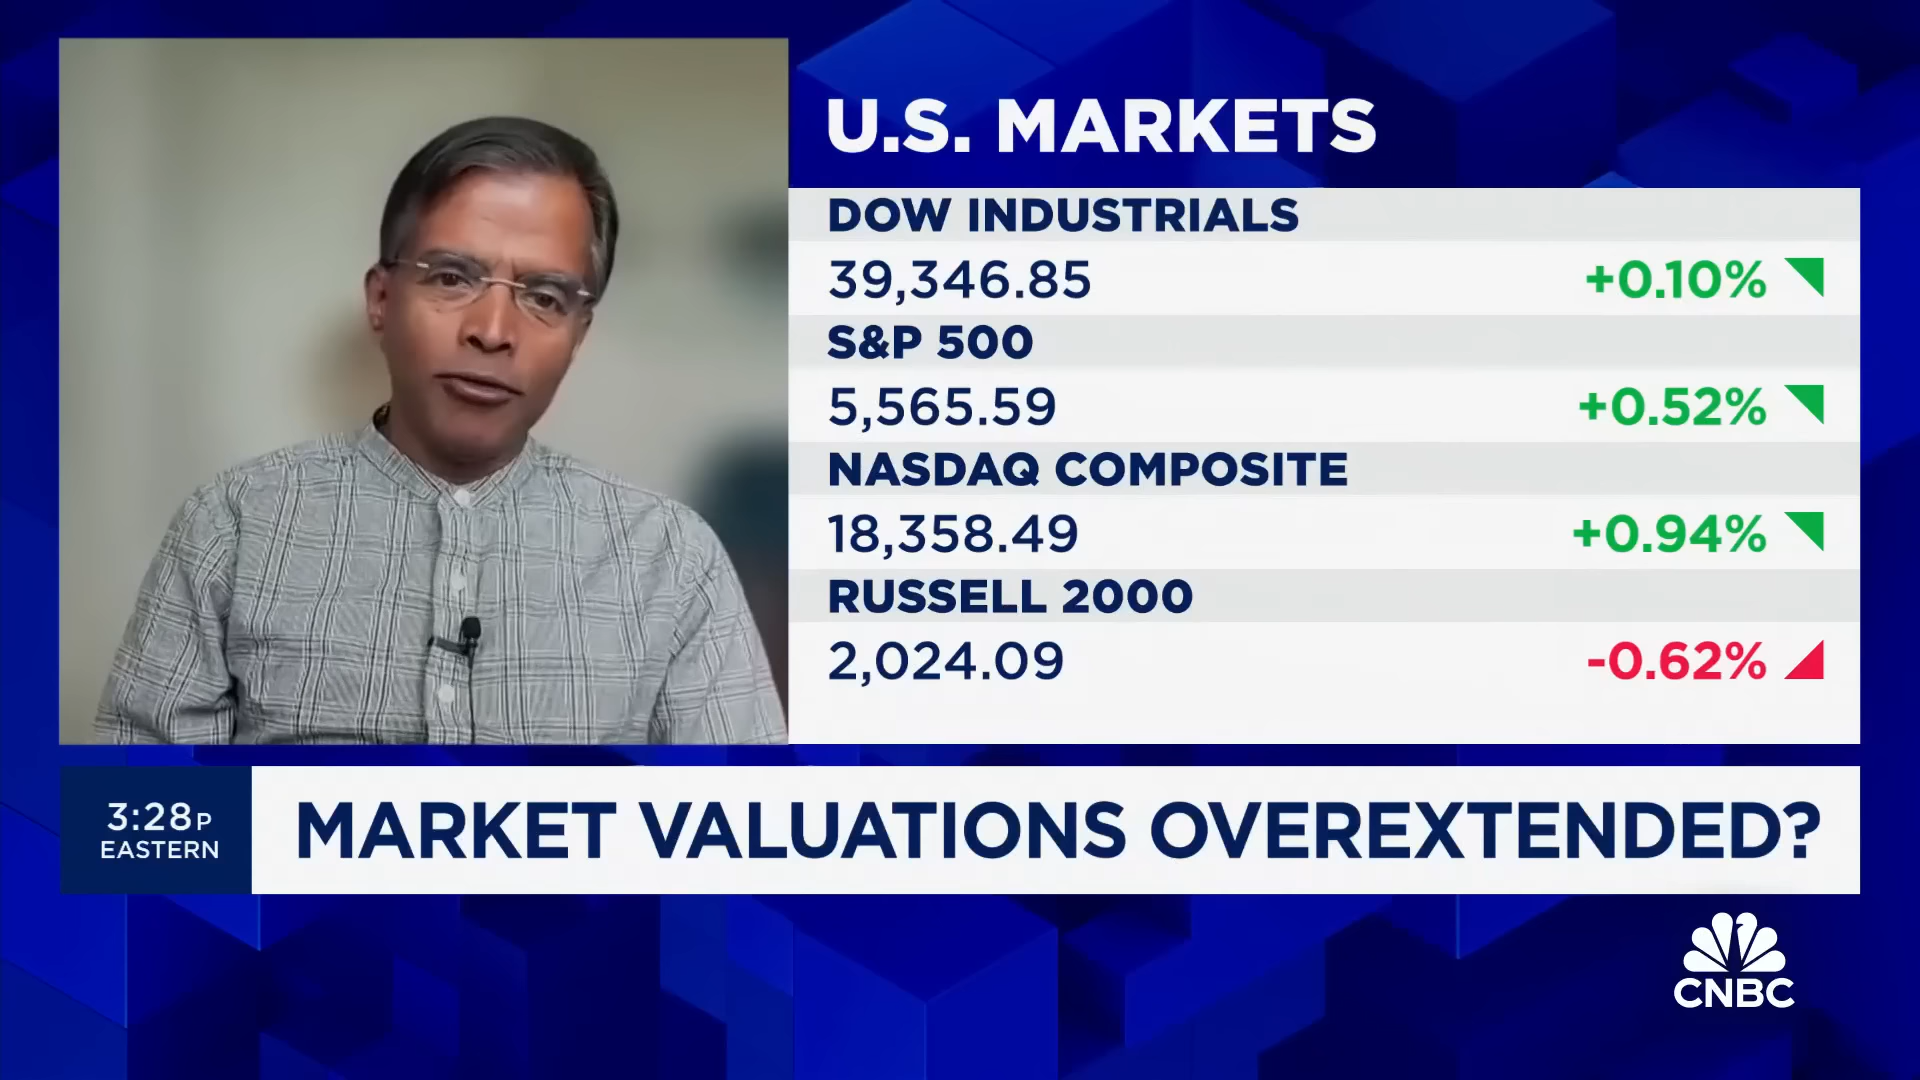 U.S. MARKETS
DOW INDUSTRIALS
39,346.85 +0.10%
S&P 500
5,565.59 +0.52%
NASDAQ COMPOSITE
18,358.49 +0.94%
RUSSELL 2000
2,024.09 -0.62%
3:28P
EASTERN
MARKET VALUATIONS OVEREXTENDED?
CNBC